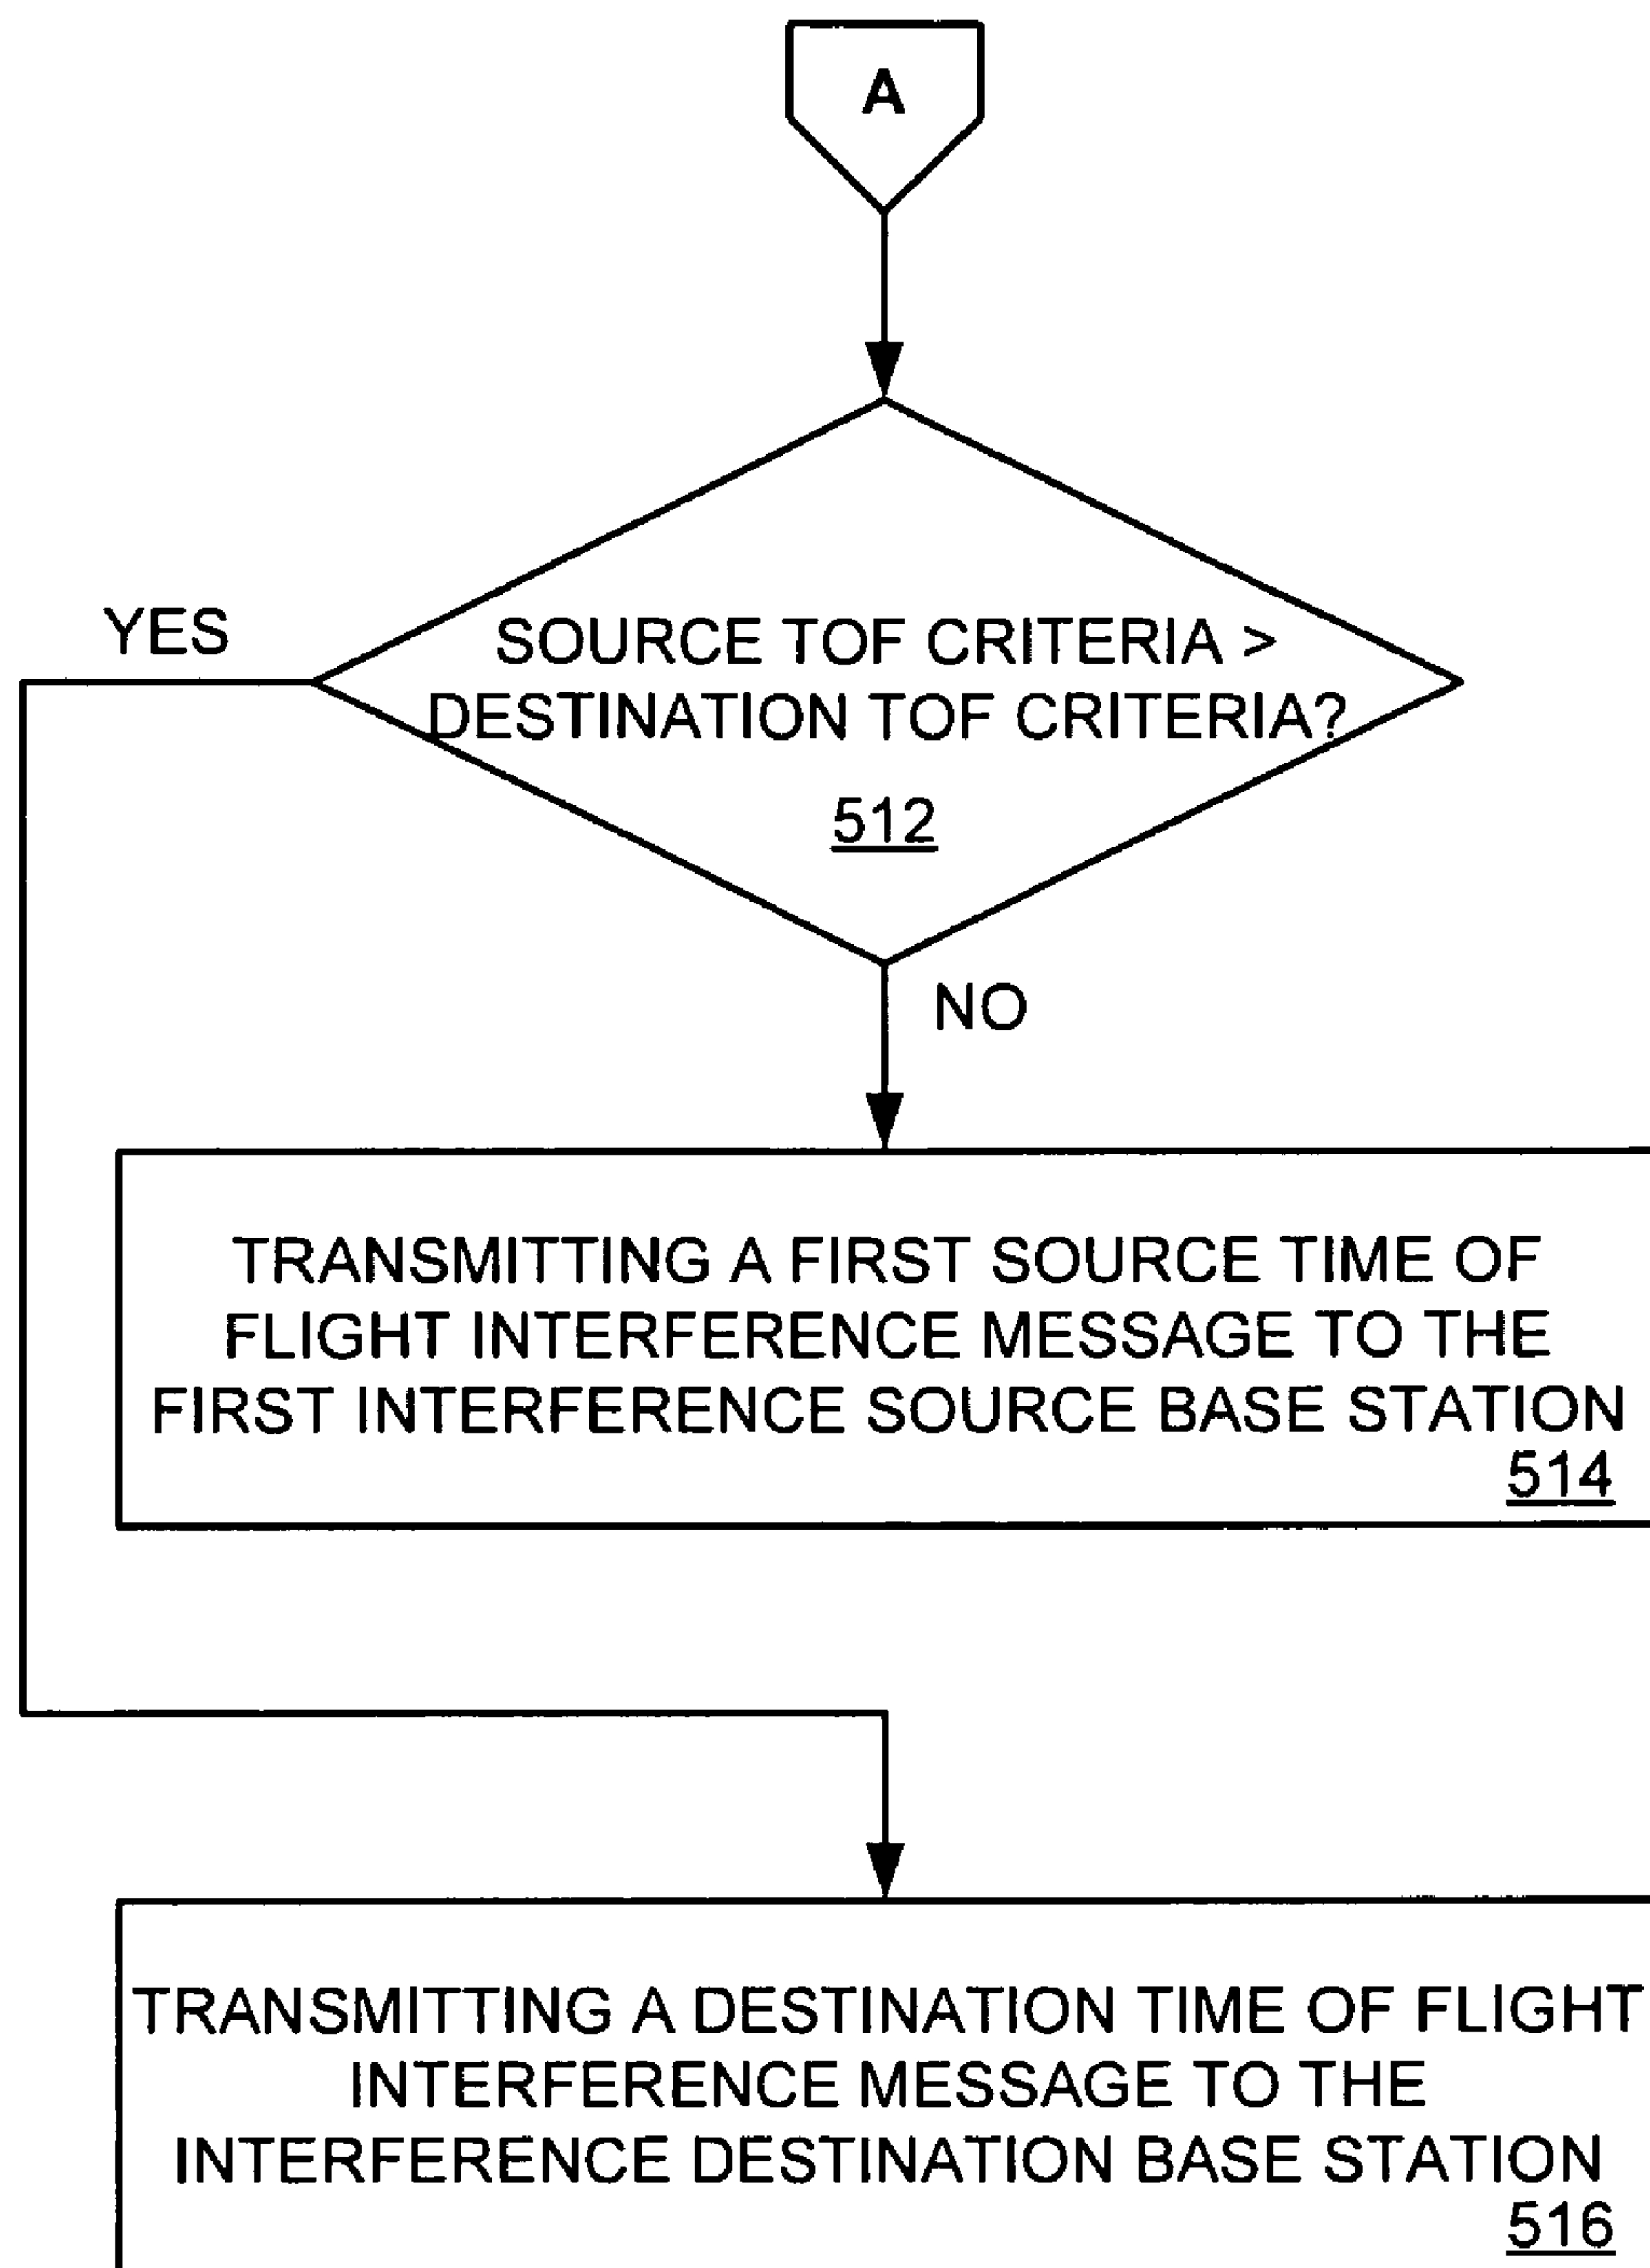 A
YES
SOURCE TOF CRITERIA >
DESTINATION TOF CRITERIA?
512
NO
TRANSMITTING A FIRST SOURCE TIME OF
FLIGHT INTERFERENCE MESSAGE TO THE
FIRST INTERFERENCE SOURCE BASE STATION
514
TRANSMITTING A DESTINATION TIME OF FLIGHT
INTERFERENCE MESSAGE TO THE
INTERFERENCE DESTINATION BASE STATION
516